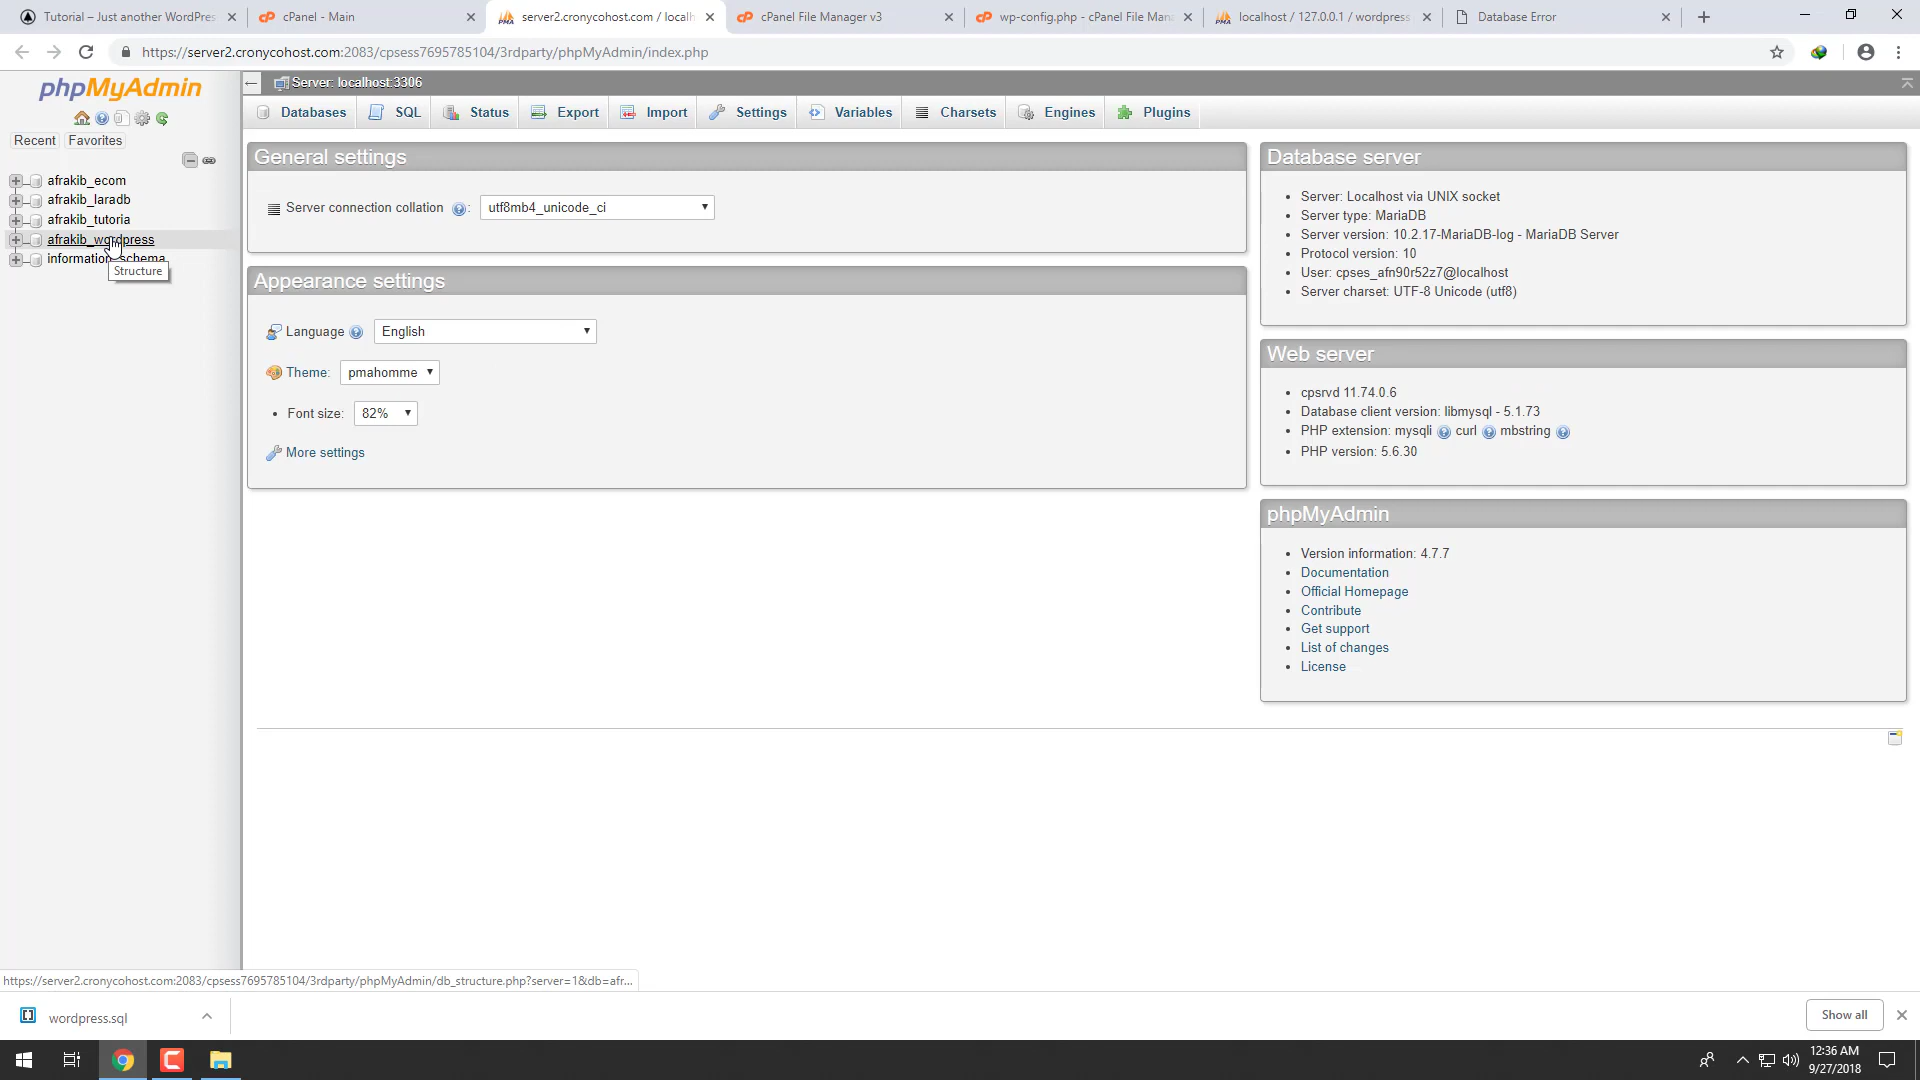 Tutorial – Just another WordPres
cPanel - Main
server2.cronycohost.com / localh
cPanel File Manager v3
wp-config.php - cPanel File Man
localhost / 127.0.0.1 / wordpress
Database Error
https://server2.cronycohost.com:2083/cpsess7695785104/3rdparty/phpMyAdmin/index.php
phpMyAdmin
Recent
Favorites
afrakib_ecom
afrakib_laradb
afrakib_tutoria
afrakib_wordpress
information_schema
Structure
Server: localhost:3306
Databases
SQL
Status
Export
Import
Settings
Variables
Charsets
Engines
Plugins
General settings
Server connection collation
:
utf8mb4_unicode_ci
Appearance settings
Language
English
Theme:
pmahomme
• Font size:
82%
More settings
Database server
• Server: Localhost via UNIX socket
• Server type: MariaDB
• Server version: 10.2.17-MariaDB-log - MariaDB Server
• Protocol version: 10
• User: cpses_afn90r52z7@localhost
• Server charset: UTF-8 Unicode (utf8)
Web server
• cpsrvd 11.74.0.6
• Database client version: libmysql - 5.1.73
• PHP extension: mysqli curl mbstring
• PHP version: 5.6.30
phpMyAdmin
• Version information: 4.7.7
• Documentation
• Official Homepage
• Contribute
• Get support
• List of changes
• License
https://server2.cronycohost.com:2083/cpsess7695785104/3rdparty/phpMyAdmin/db_structure.php?server=1&db=afr...
wordpress.sql
Show all
12:36 AM
9/27/2018